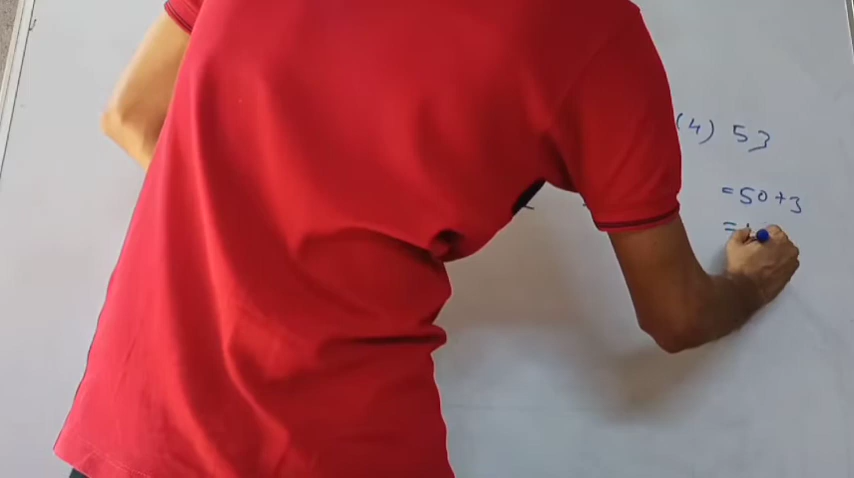 (4) 53
=50+3
=